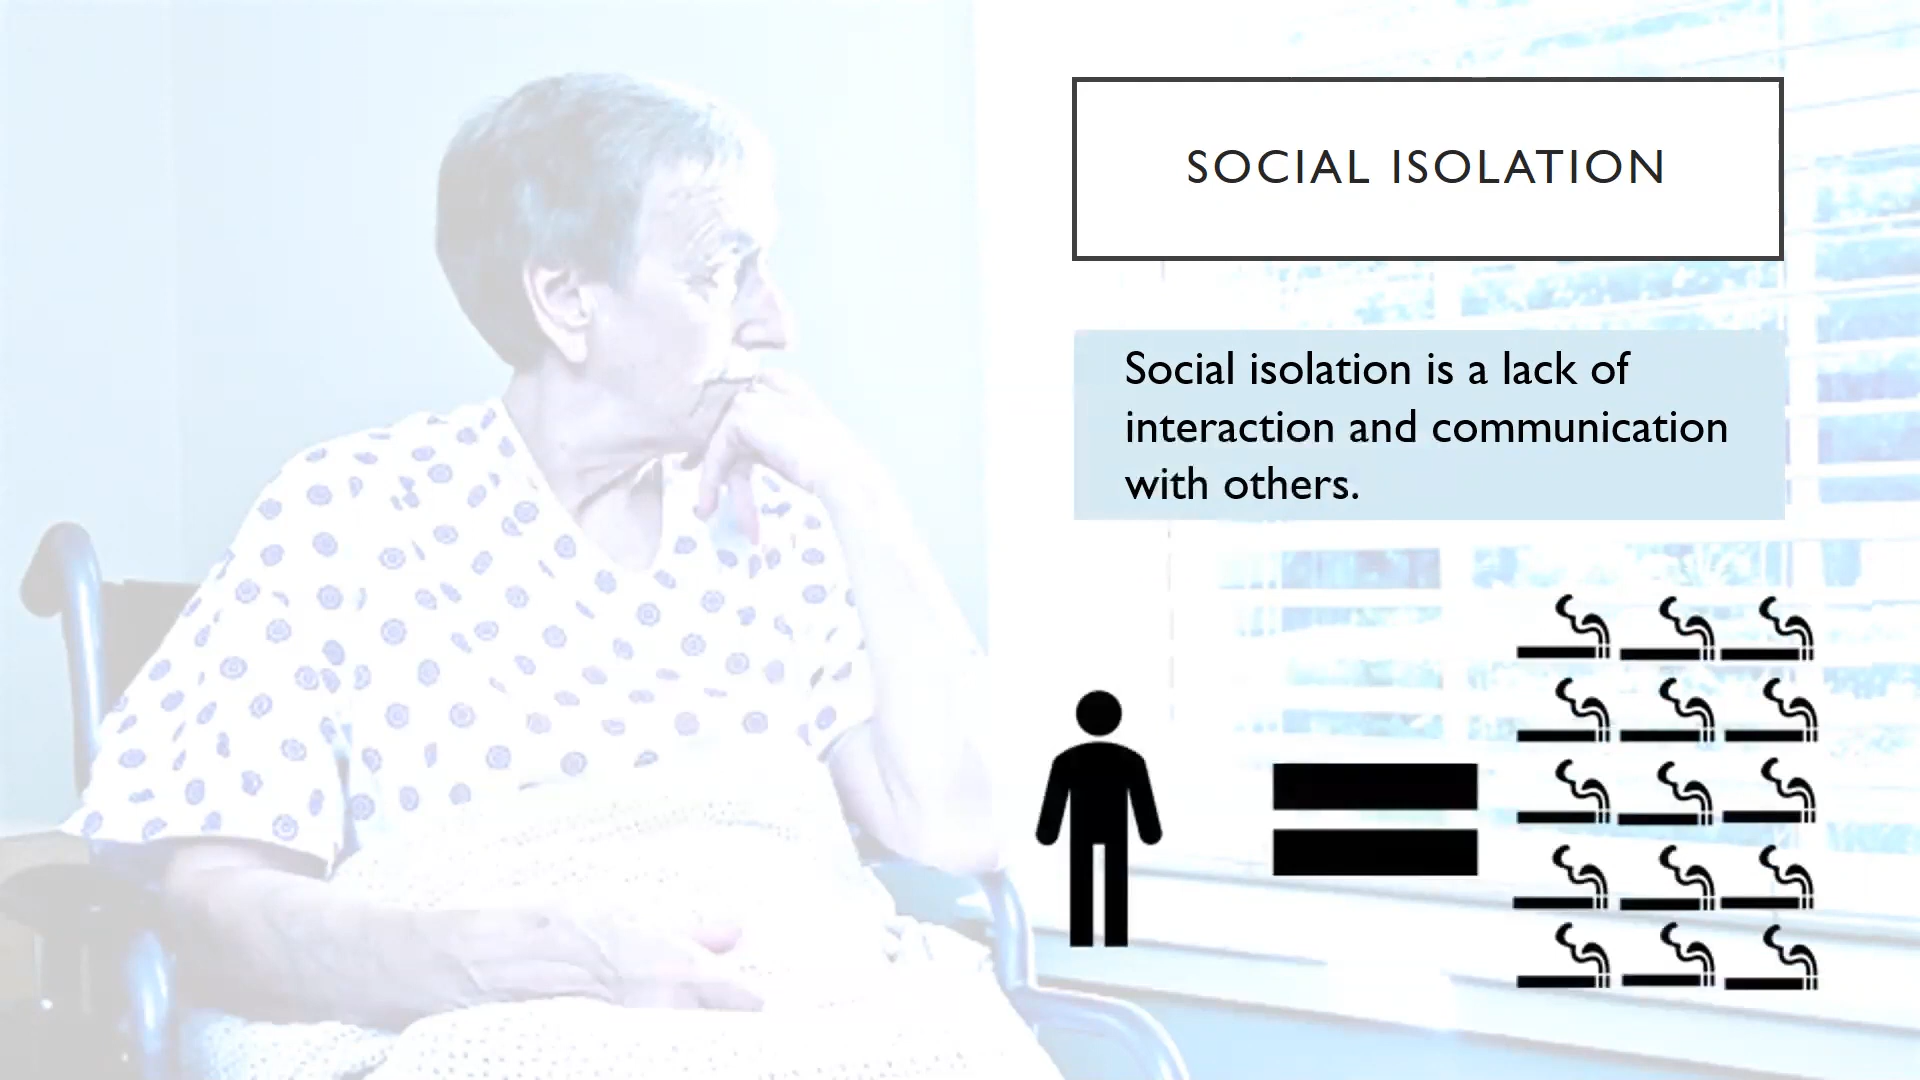 SOCIAL ISOLATION
Social isolation is a lack of
interaction and communication
with others.